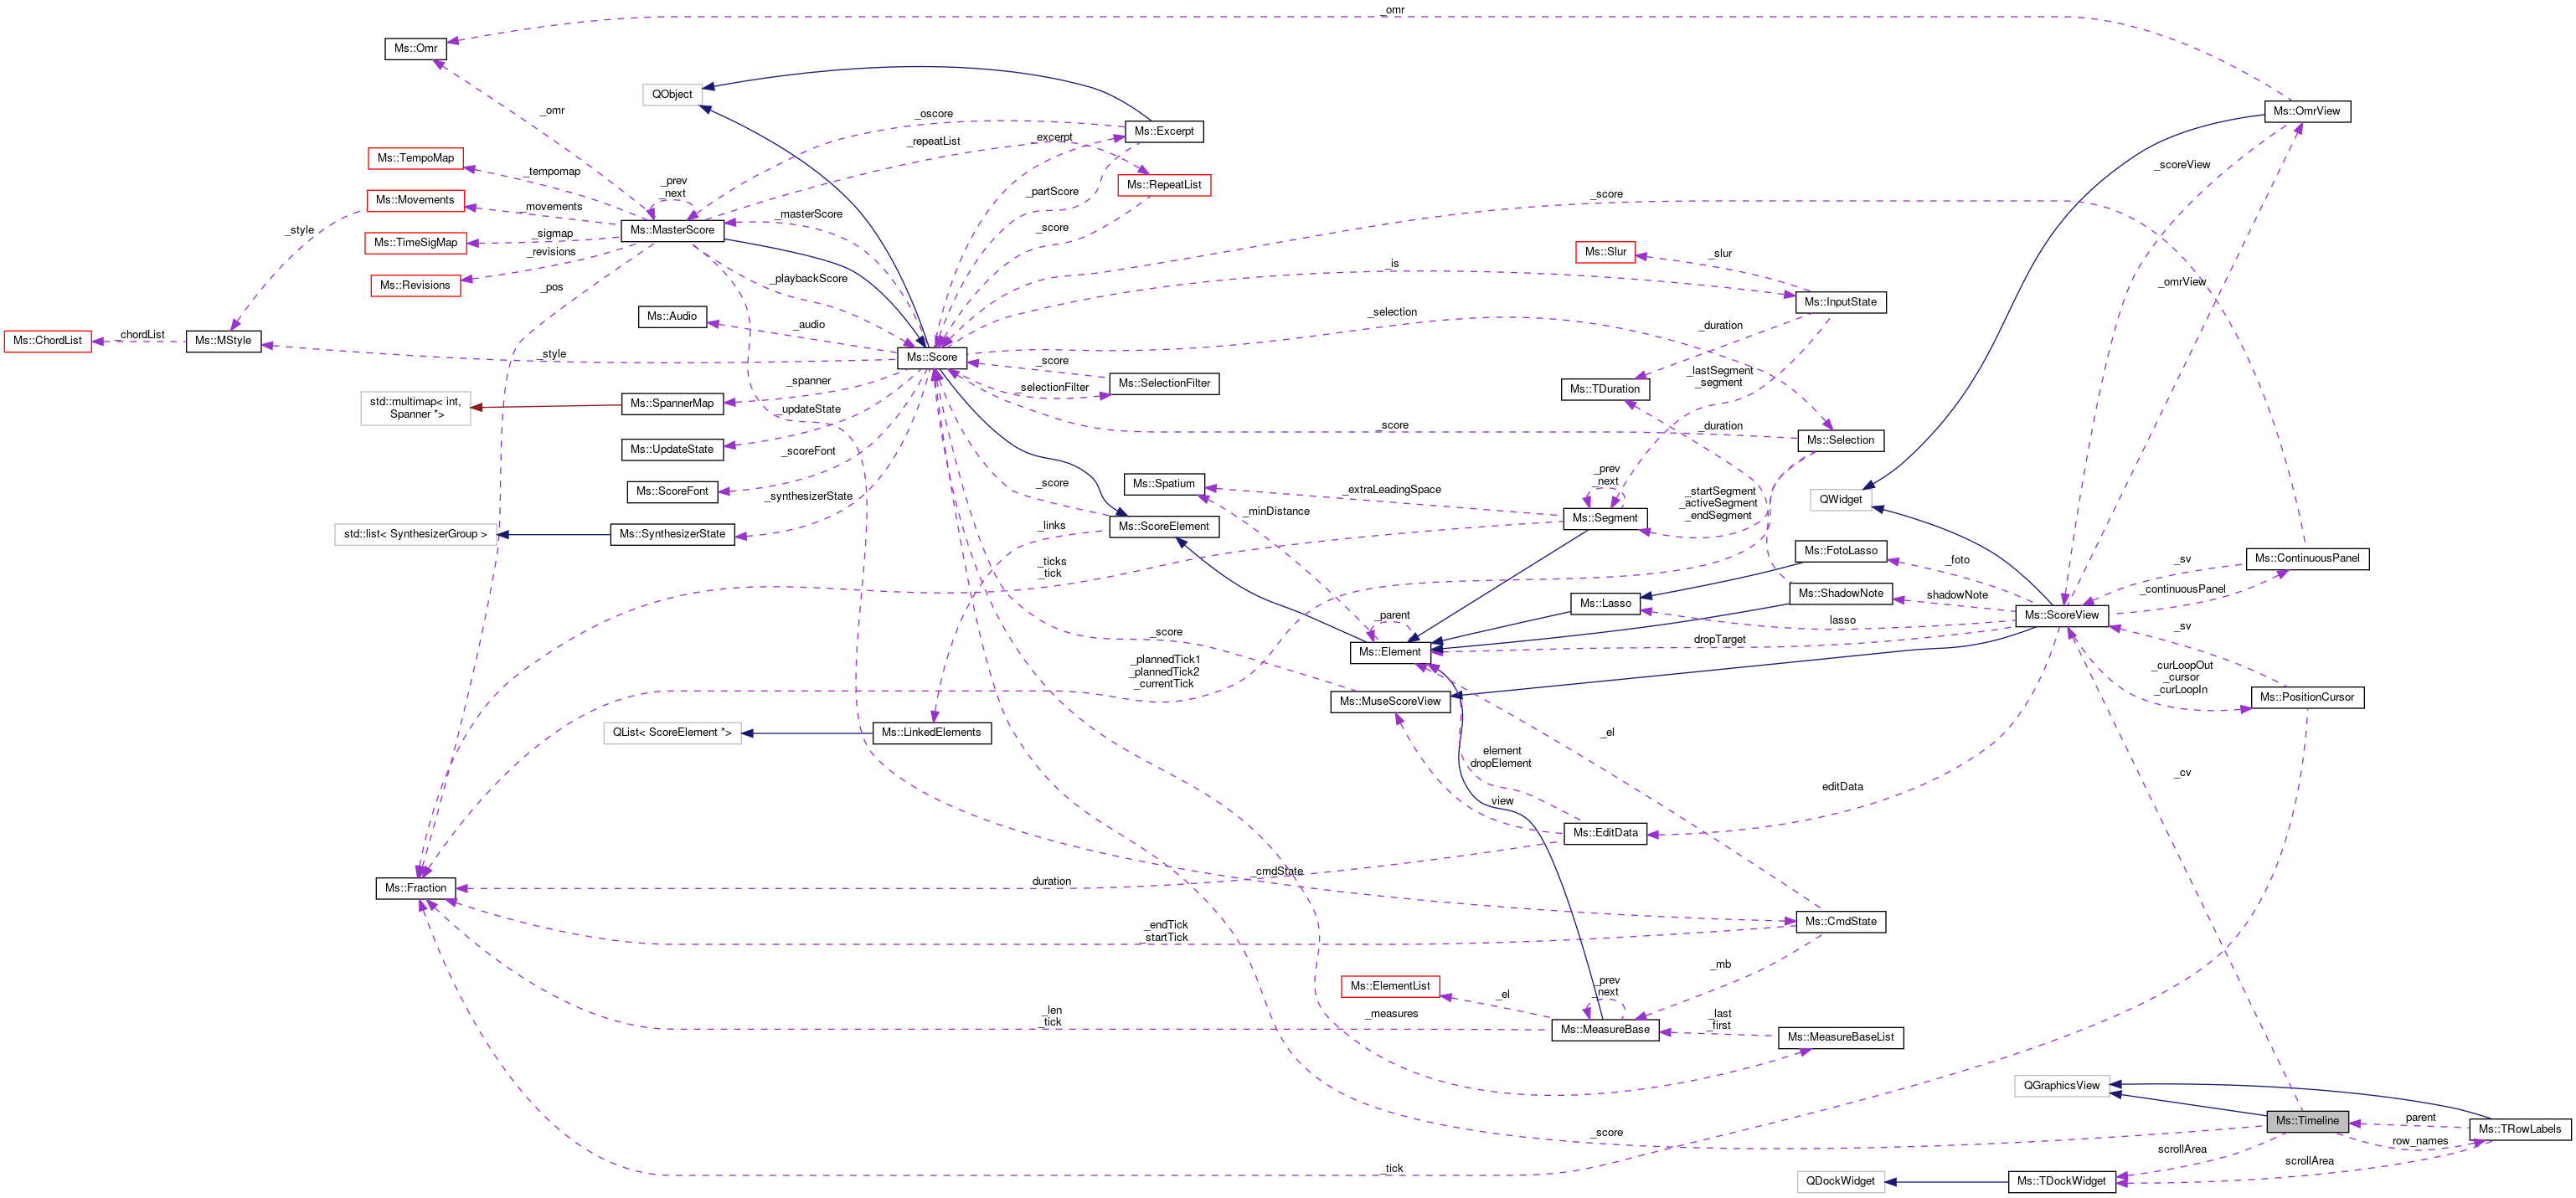 _omr
Ms::Omr
QObject
Ms::OmrView
_omr
_oscore
Ms::Excerpt
_excerpt
_repeatList
Ms::TempoMap
_tempomap
_scoreView
_prev
_next
Ms::RepeatList
_partScore
Ms::Movements
_movements
_masterScore
_score
_score
Ms::MasterScore
_style
_sigmap
Ms::TimeSigMap
_revisions
Ms::Slur
_slur
_is
_playbackScore
_omrView
Ms::Revisions
_pos
Ms::InputState
Ms::Audio
_audio
_selection
_duration
Ms::ChordList
_chordList
Ms::MStyle
_style
Ms::Score
_score
_lastSegment
_segment
_spanner
_selectionFilter
Ms::SelectionFilter
Ms::TDuration
std::multimap< int,
Spanner *>
Ms::SpannerMap
_updateState
_score
_duration
Ms::Selection
Ms::UpdateState
_scoreFont
_prev
_next
Ms::ScoreFont
_score
Ms::Spatium
_extraLeadingSpace
_startSegment
_activeSegment
_endSegment
QWidget
_synthesizerState
_minDistance
Ms::Segment
std::list< SynthesizerGroup >
Ms::SynthesizerState
_links
Ms::ScoreElement
Ms::FotoLasso
_foto
_sv
Ms::ContinuousPanel
_ticks
_tick
Ms::ShadowNote
shadowNote
_continuousPanel
Ms::Lasso
lasso
Ms::ScoreView
_parent
_score
dropTarget
_sv
Ms::Element
_plannedTick1
_plannedTick2
_currentTick
_curLoopOut
_cursor
_curLoopIn
Ms::MuseScoreView
Ms::PositionCursor
QList< ScoreElement *>
Ms::LinkedElements
_el
element
dropElement
_cv
view
editData
Ms::EditData
_cmdState
duration
Ms::Fraction
_endTick
_startTick
Ms::CmdState
_mb
Ms::ElementList
_el
_prev
_next
_len
_tick
_measures
Ms::MeasureBase
_last
_first
Ms::MeasureBaseList
QGraphicsView
Ms::Timeline
parent
Ms::TRowLabels
_score
row_names
scrollArea
scrollArea
_tick
QDockWidget
Ms::TDockWidget